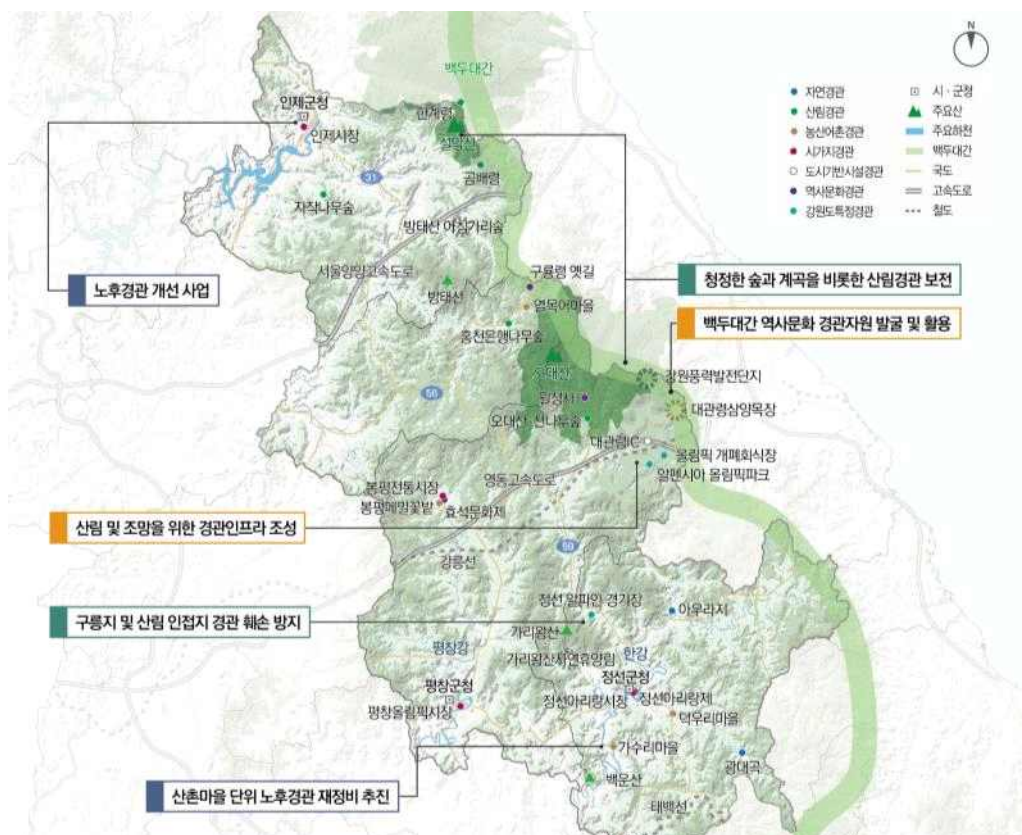 N
자연경관
산림경관
농산어촌경관
시가지경관
도시기반시설경관
역사문화경관
강원도특정경관
시·군청
주요산
주요하천
백두대간
국도
고속도로
철도
백두대간
인제군청
인제시장
한계령
설악산
곰배령
31
자작나무숲
방태산 아침가리숲
서울양양고속도로
방태산
구룡령 옛길
열목어마을
홍천은행나무숲
노후경관 개선 사업
청정한 숲과 계곡을 비롯한 산림경관 보전
백두대간 역사문화 경관자원 발굴 및 활용
오대산
강원풍력발전단지
56
월정사
대관령삼양목장
오대산 전나무숲
대관령IC
올림픽 개폐회식장
알펜시아 올림픽파크
영동고속도로
봉평전통시장
봉평메밀꽃밭
효석문화제
산림 및 조망을 위한 경관인프라 조성
59
강릉선
정선 알파인 경기장
아우라지
구릉지 및 산림 인접지 경관 훼손 방지
가리왕산
평창강
가리왕산자연휴양림
한강
평창군청
정선군청
정선아리랑시장
정선아리랑제
평창올림픽시장
덕우리마을
가수리마을
광대곡
백운산
산촌마을 단위 노후경관 재정비 추진
태백선